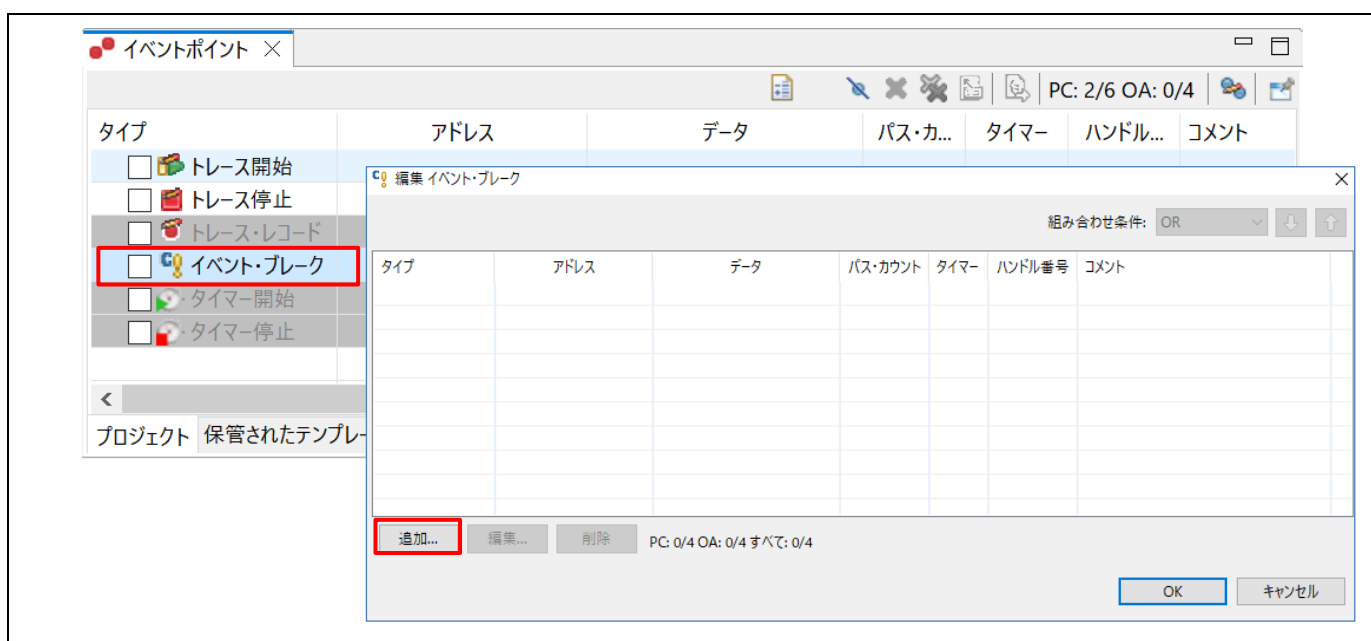 イベントポイント
PC: 2/6 OA: 0/4
タイプ アドレス データ パス・カ... タイマー ハンドル... コメント
トレース開始
トレース停止
トレース・レコード
イベント・ブレーク
タイマー開始
タイマー停止
プロジェクト 保管されたテンプレー
編集 イベント・ブレーク
組み合わせ条件: OR
タイプ アドレス データ パス・カウント タイマー ハンドル番号 コメント
追加... 編集... 削除 PC: 0/4 OA: 0/4 すべて: 0/4
OK キャンセル